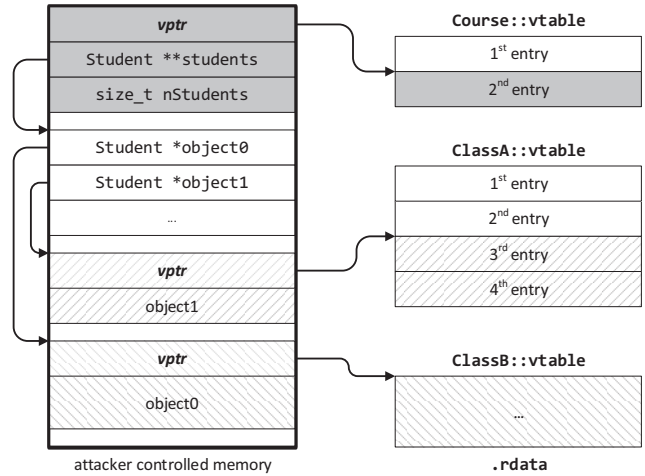 vptr
Student **students
size_t nStudents
Student *object0
Student *object1
...
vptr
object1
vptr
object0
attacker controlled memory
Course::vtable
1st entry
2nd entry
ClassA::vtable
1st entry
2nd entry
3rd entry
4th entry
ClassB::vtable
...
.rdata